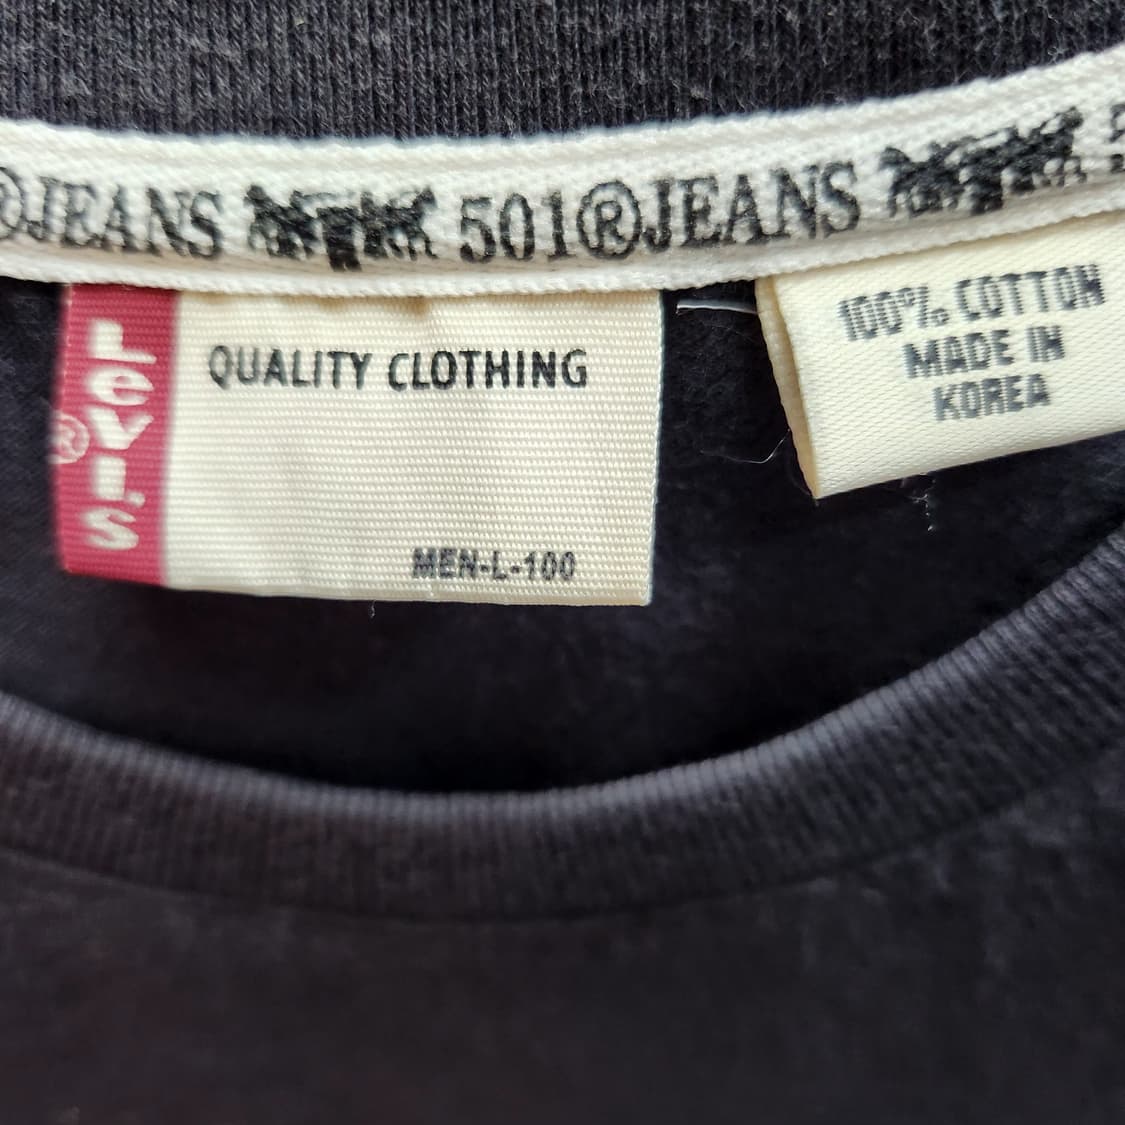 ®JEANS 501®JEANS
LEVI'S
®
QUALITY CLOTHING
MEN-L-100
100% COTTON
MADE IN
KOREA